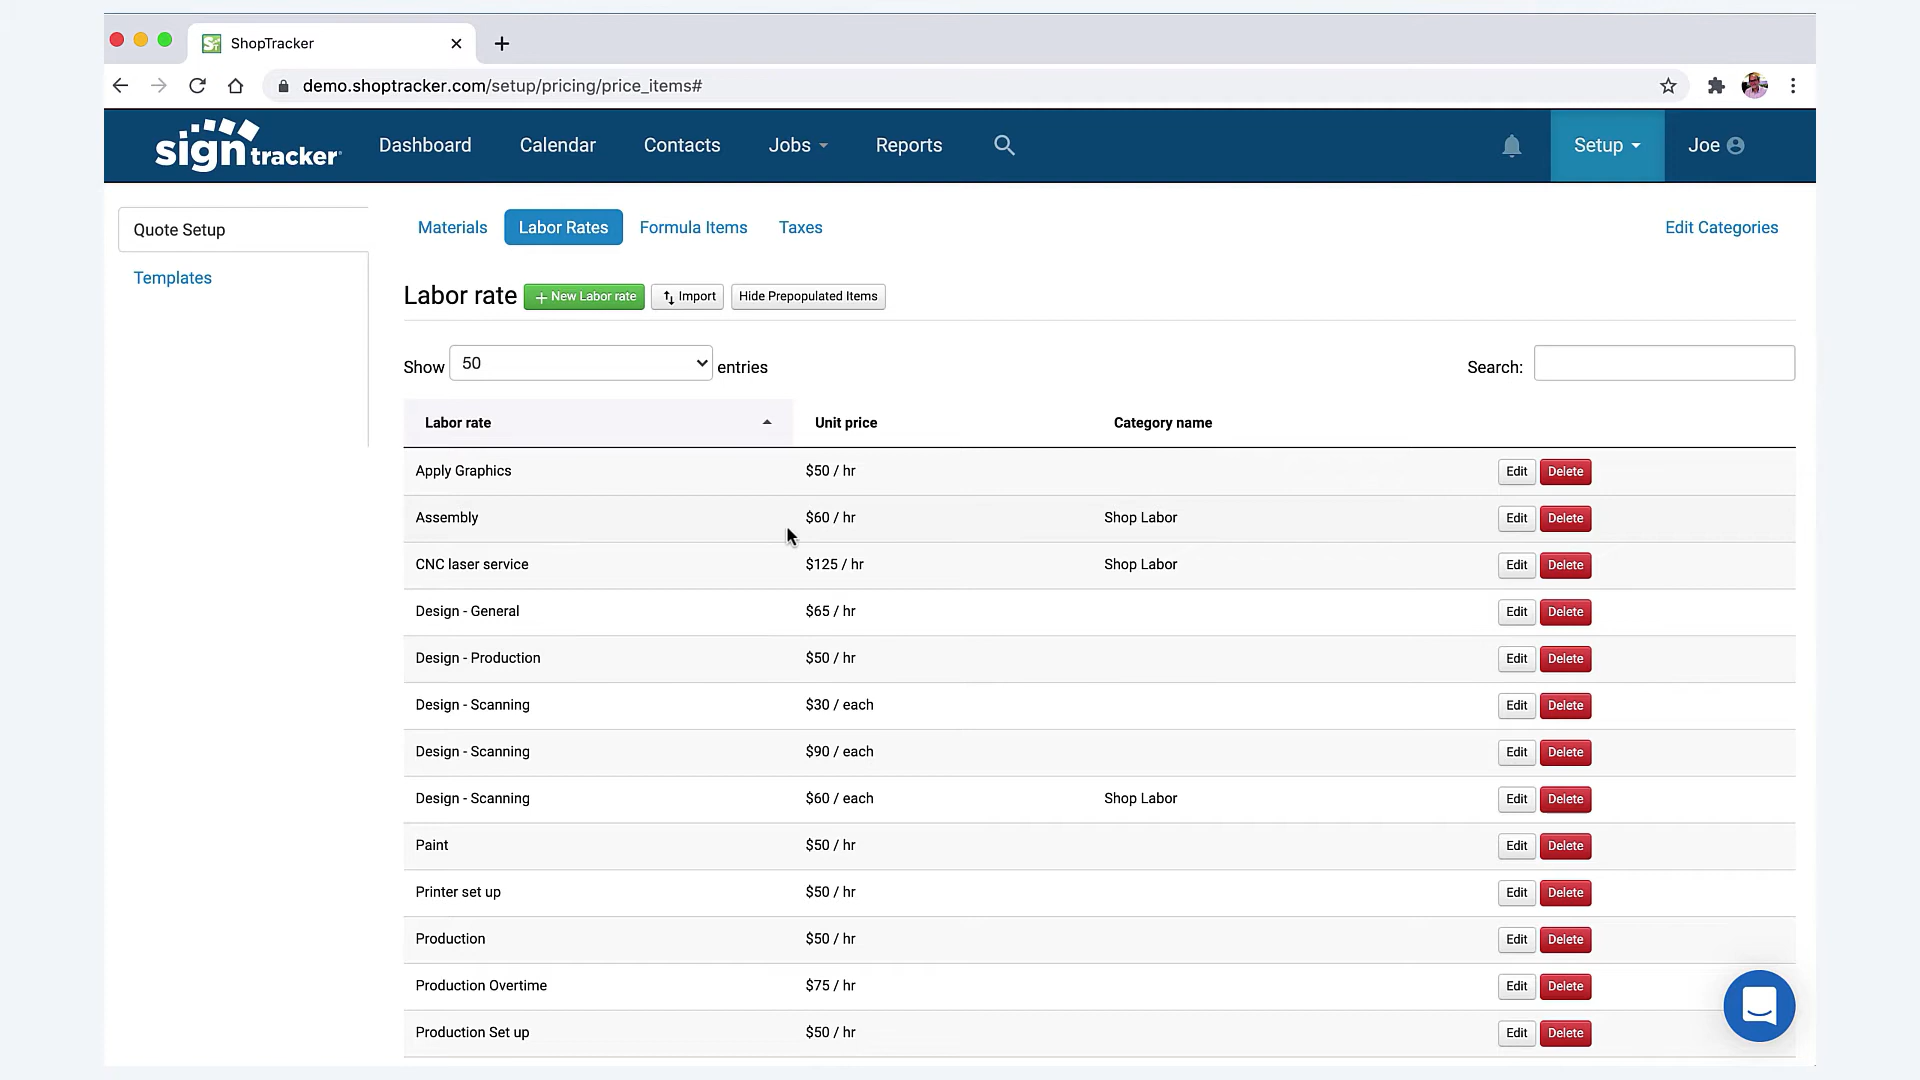 ShopTracker
demo.shoptracker.com/setup/pricing/price_items#
sign tracker Dashboard Calendar Contacts Jobs Reports Setup Joe
Quote Setup
Templates
Materials Labor Rates Formula Items Taxes Edit Categories
Labor rate + New Labor rate Import Hide Prepopulated Items
Show 50 entries Search:
Labor rate Unit price Category name
Apply Graphics $50 / hr Edit Delete
Assembly $60 / hr Shop Labor Edit Delete
CNC laser service $125 / hr Shop Labor Edit Delete
Design - General $65 / hr Edit Delete
Design - Production $50 / hr Edit Delete
Design - Scanning $30 / each Edit Delete
Design - Scanning $90 / each Edit Delete
Design - Scanning $60 / each Shop Labor Edit Delete
Paint $50 / hr Edit Delete
Printer set up $50 / hr Edit Delete
Production $50 / hr Edit Delete
Production Overtime $75 / hr Edit Delete
Production Set up $50 / hr Edit Delete